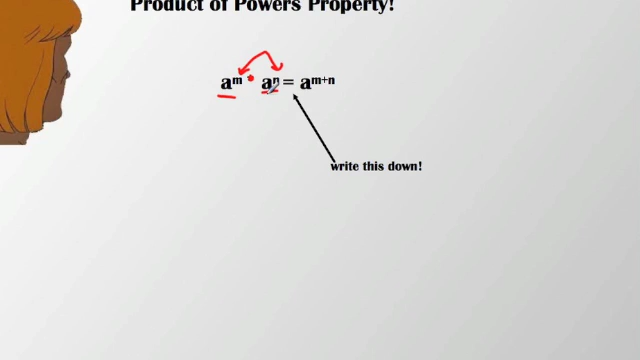 Product of Powers Property!
aᵐ • aⁿ = aᵐ⁺ⁿ
write this down!